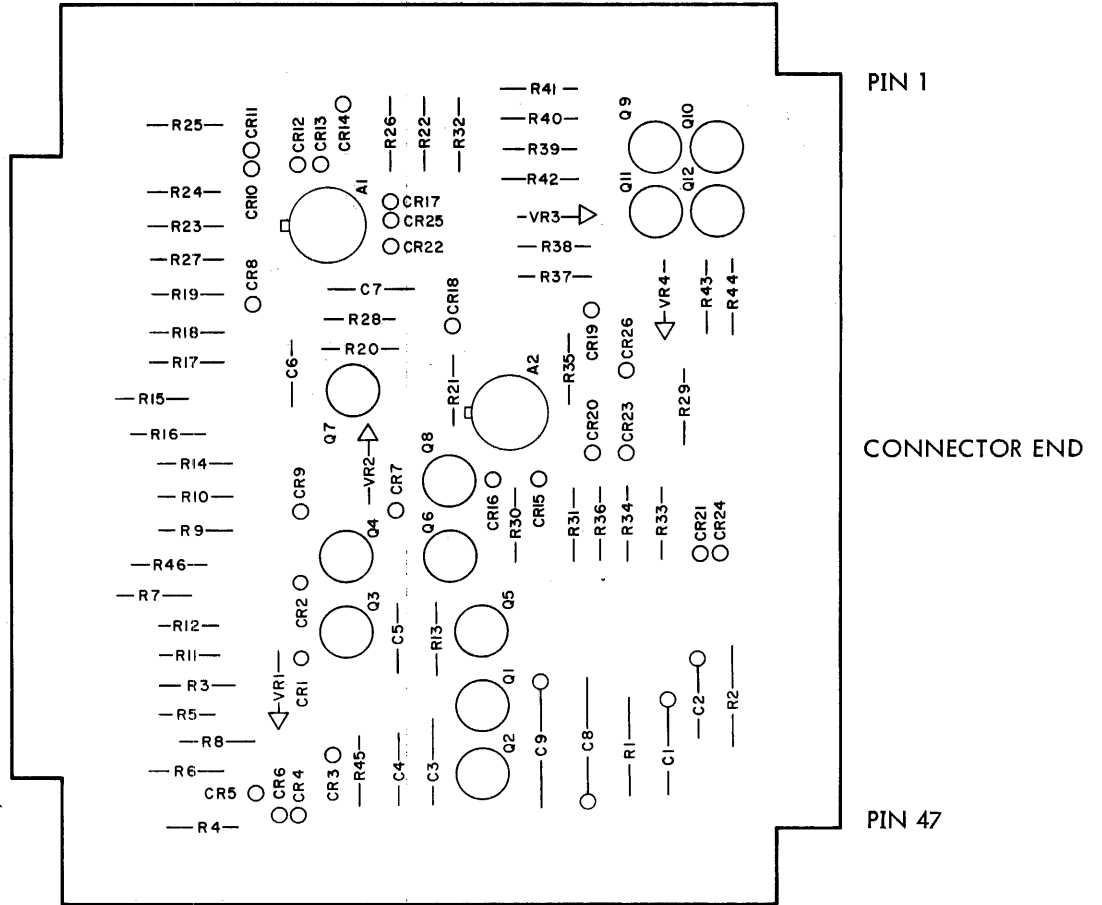 PIN 1
R41
R40
R39
R42
VR3
R38
R37
Q9
Q10
Q11
Q12
R25
CR11
CR10
CR12
CR13
CR14
R26
R22
R32
R24
R23
R27
R19
R18
R17
CR8
A1
CR17
CR25
CR22
C7
R28
R20
CR18
C6
Q7
R21
A2
R35
CR19
CR26
VR4
R43
R44
R29
CR20
CR23
CONNECTOR END
R15
R16
R14
R10
R9
R46
R7
CR9
VR2
CR7
Q8
Q4
Q6
CR16
R30
CR15
R31
R36
R34
R33
CR21
CR24
CR2
Q3
C5
R13
Q5
R12
R11
R3
R5
R8
R6
VR1
CR1
Q1
Q2
C9
C8
R1
C1
C2
R2
CR5
CR6
CR4
CR3
R45
C4
C3
R4
PIN 47